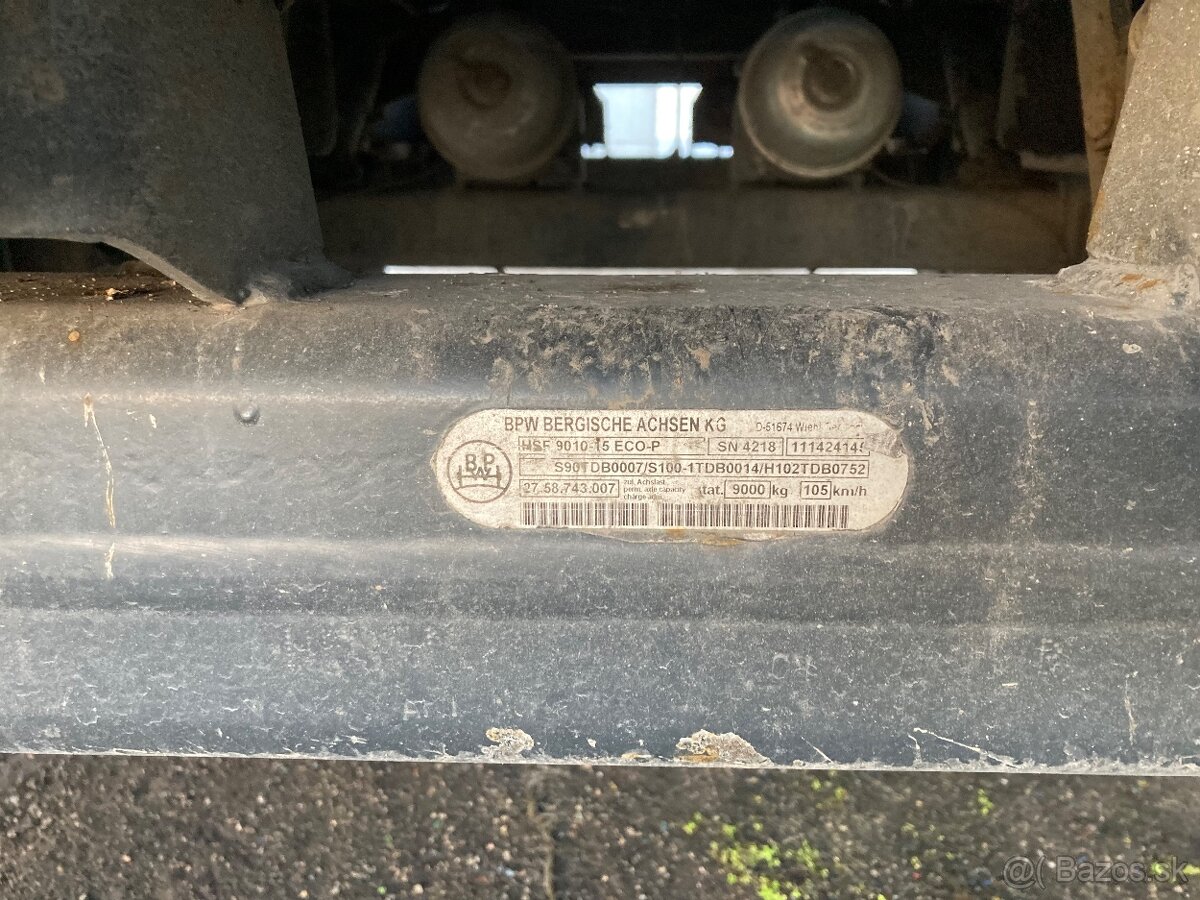 BPW BERGISCHE ACHSEN KG D-51674 Wiehl
BPW
HSF 9010-15 ECO-P SN 4218 11142414
S90TDB0007/S100-1TDB0014/H102TDB0752
27.58.743.007 zul. Achslast stat. 9000 kg 105 km/h
perm. axle capacity
charge adm.
@( Bazos.sk